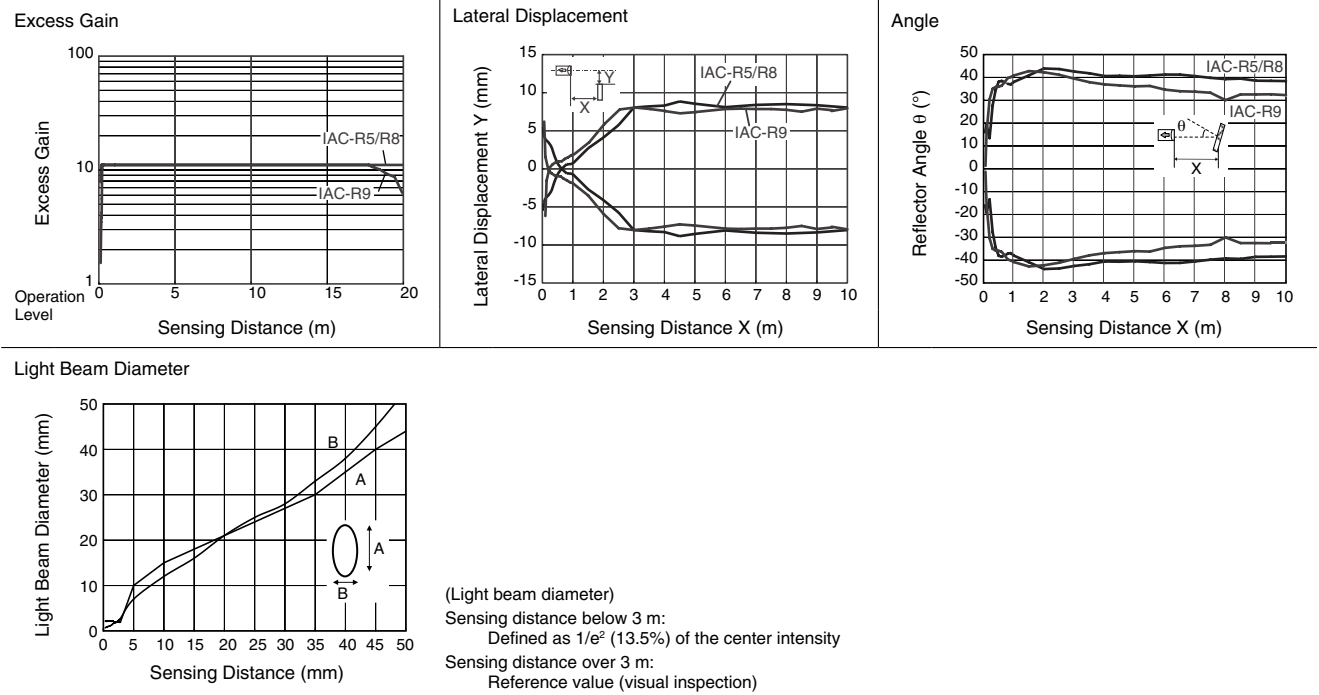 Excess Gain
100
10
1
Excess Gain
IAC-R5/R8
IAC-R9
Operation
Level
0 5 10 15 20
Sensing Distance (m)
Lateral Displacement
15
10
5
0
-5
-10
-15
Lateral Displacement Y (mm)
Y
X
IAC-R5/R8
IAC-R9
0 1 2 3 4 5 6 7 8 9 10
Sensing Distance X (m)
Angle
50
40
30
20
10
0
-10
-20
-30
-40
-50
Reflector Angle θ (°)
IAC-R5/R8
IAC-R9
θ
X
0 1 2 3 4 5 6 7 8 9 10
Sensing Distance X (m)
Light Beam Diameter
50
40
30
20
10
0
Light Beam Diameter (mm)
B
A
A
B
0 5 10 15 20 25 30 35 40 45 50
Sensing Distance (mm)
(Light beam diameter)
Sensing distance below 3 m:
Defined as 1/e² (13.5%) of the center intensity
Sensing distance over 3 m:
Reference value (visual inspection)